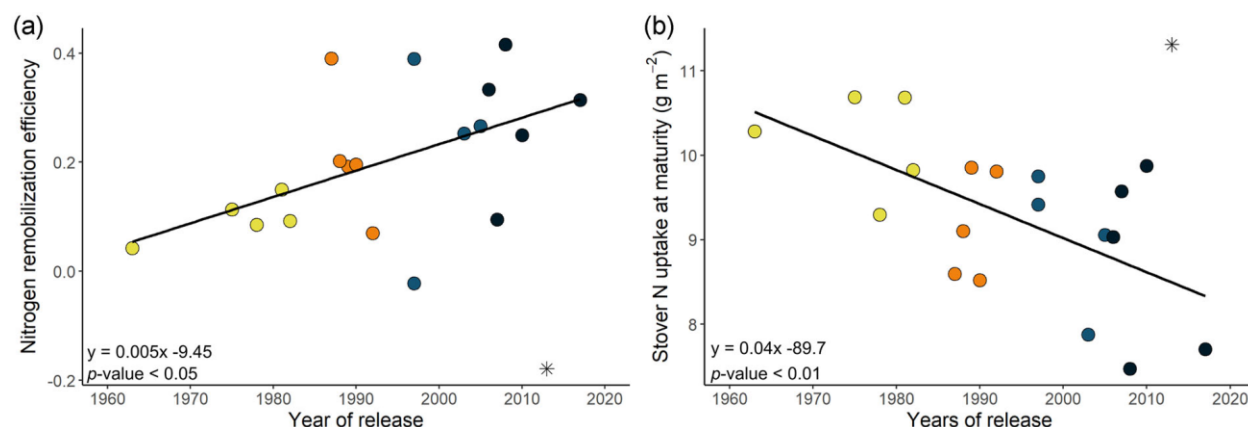 (a)
Nitrogen remobilization efficiency
0.4
0.2
0.0
-0.2
y = 0.005x -9.45
p-value < 0.05
1960 1970 1980 1990 2000 2010 2020
Year of release
(b)
Stover N uptake at maturity (g m⁻²)
11
10
9
8
y = 0.04x -89.7
p-value < 0.01
1960 1970 1980 1990 2000 2010 2020
Years of release